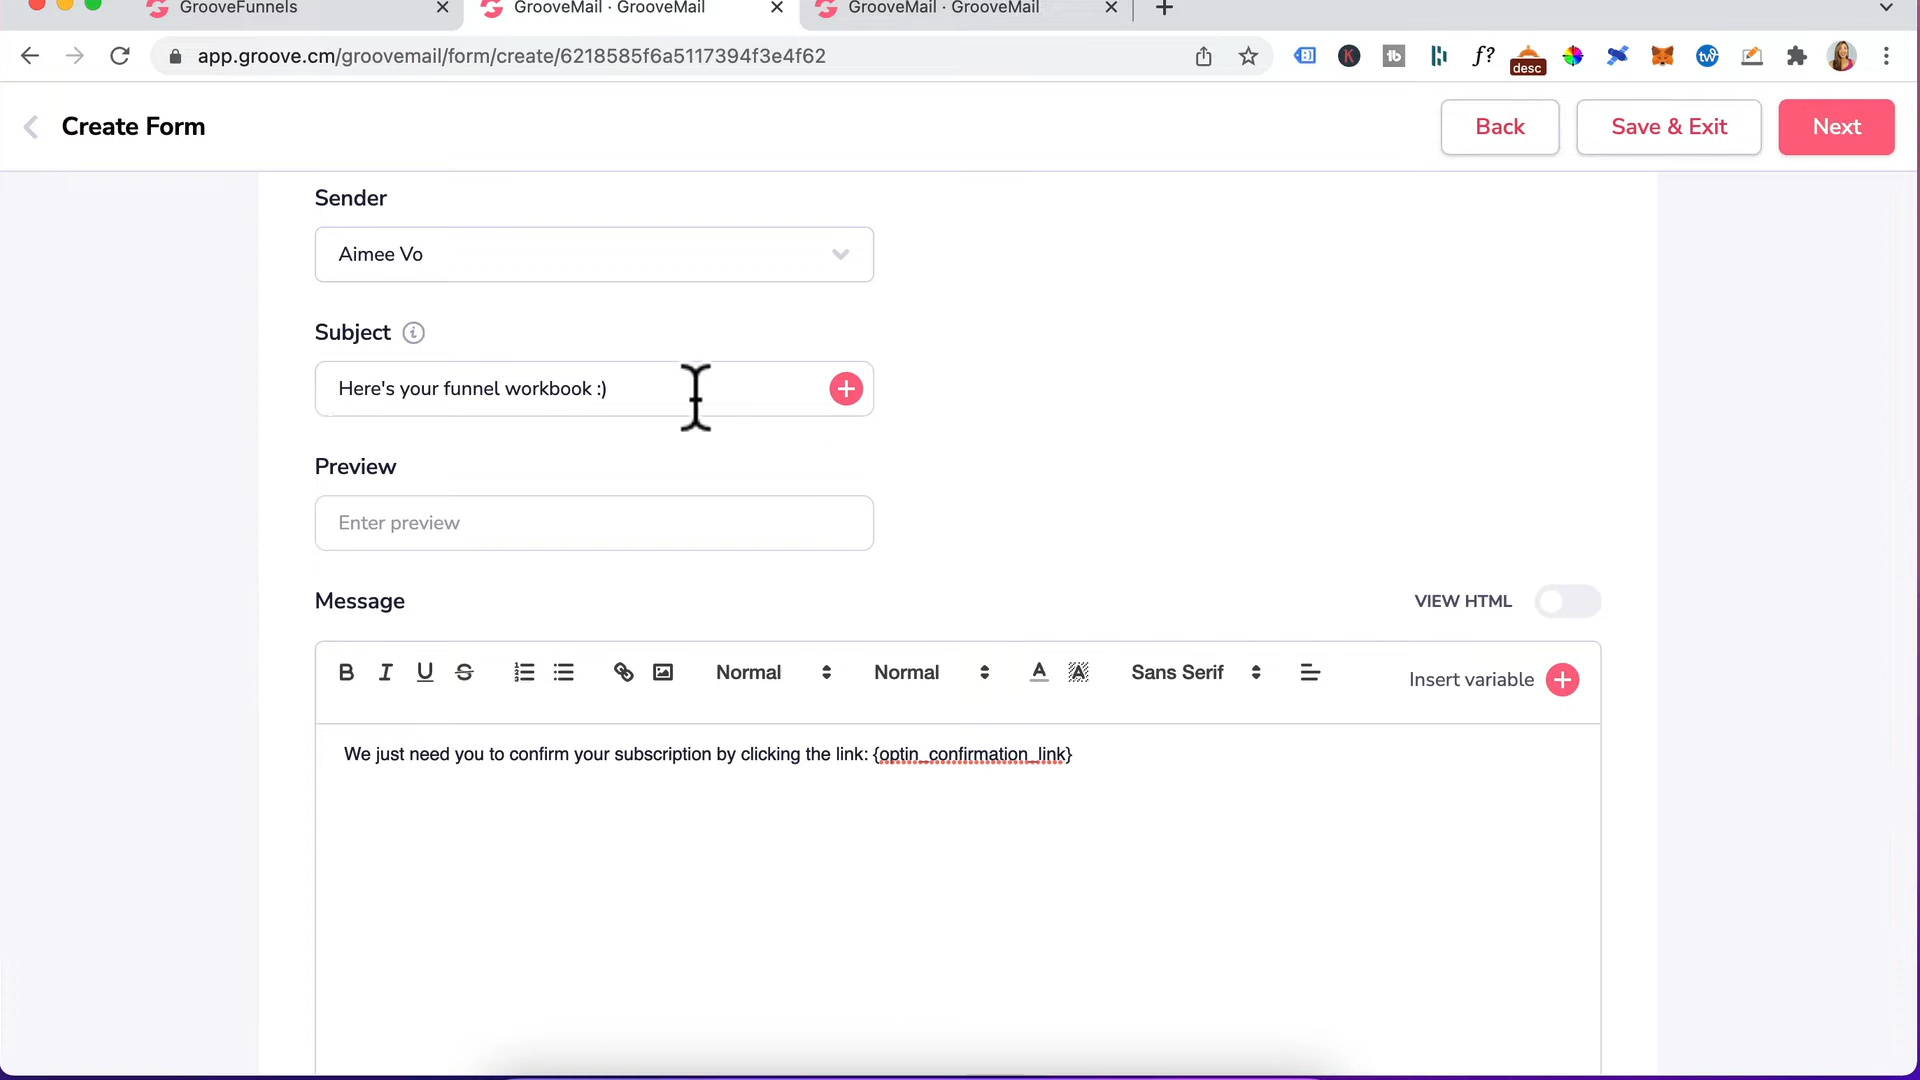 GrooveFunnels
GrooveMail · GrooveMail
GrooveMail · GrooveMail
app.groove.cm/groovemail/form/create/6218585f6a5117394f3e4f62
K
tb
f?
desc
tw
Create Form
Back
Save & Exit
Next
Sender
Aimee Vo
Subject
Here's your funnel workbook :)
Preview
Enter preview
Message
VIEW HTML
B I U S
Normal
Normal
A
A
Sans Serif
Insert variable
We just need you to confirm your subscription by clicking the link: {optin_confirmation_link}